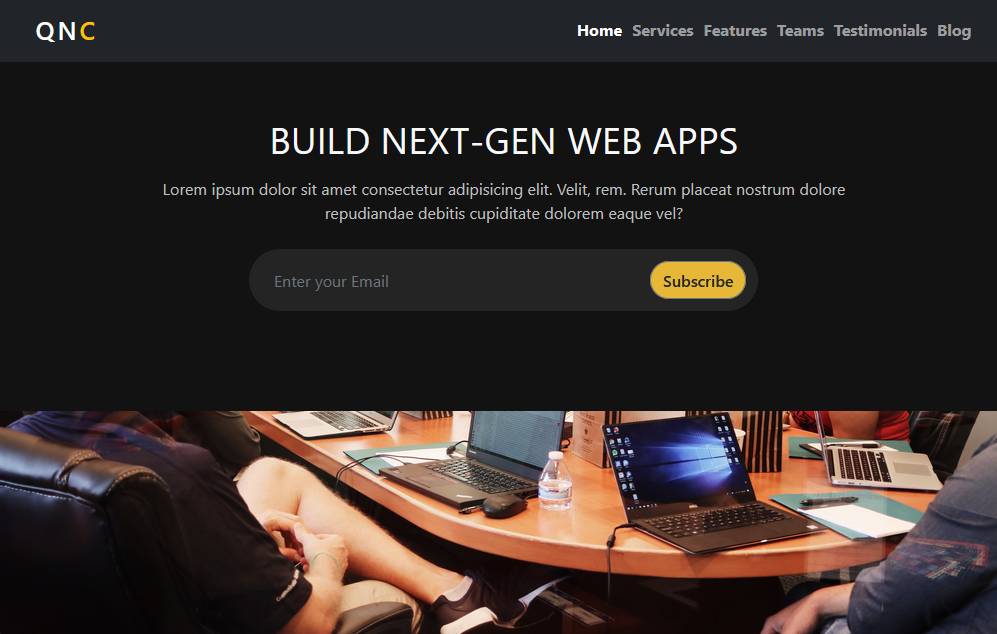 QNC
Home Services Features Teams Testimonials Blog
BUILD NEXT-GEN WEB APPS
Lorem ipsum dolor sit amet consectetur adipisicing elit. Velit, rem. Rerum placeat nostrum dolore
repudiandae debitis cupiditate dolorem eaque vel?
Enter your Email
Subscribe